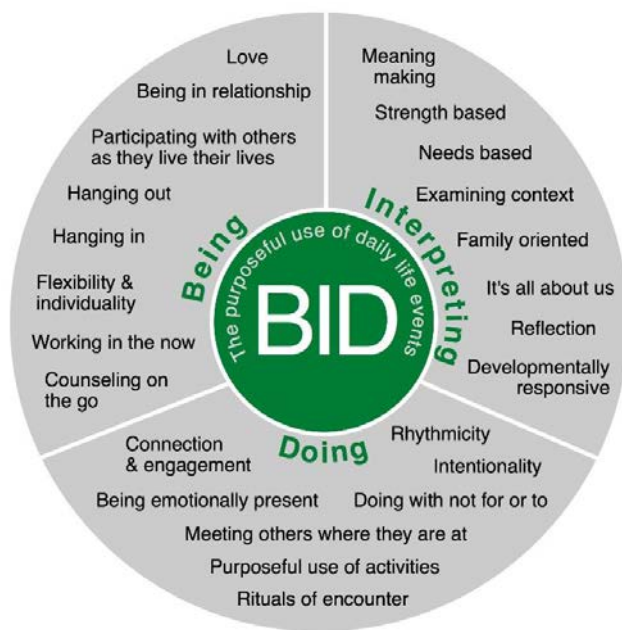 Love
Being in relationship
Participating with others
as they live their lives
Hanging out
Hanging in
Flexibility &
individuality
Working in the now
Counseling on
the go
Being
Meaning
making
Strength based
Needs based
Examining context
Family oriented
It's all about us
Reflection
Developmentally
responsive
Interpreting
The purposeful use of daily life events
BID
Doing
Rhythmicity
Connection
& engagement
Intentionality
Being emotionally present
Doing with not for or to
Meeting others where they are at
Purposeful use of activities
Rituals of encounter